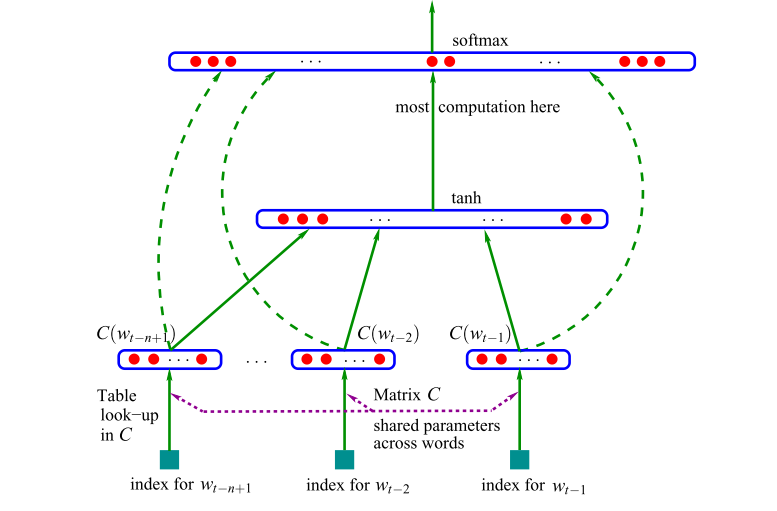 softmax
... ...
most computation here
tanh
... ...
C(w_{t−n+1}) C(w_{t−2}) C(w_{t−1})
... ... ... ...
Table
look−up
in C
Matrix C
shared parameters
across words
index for w_{t−n+1} index for w_{t−2} index for w_{t−1}